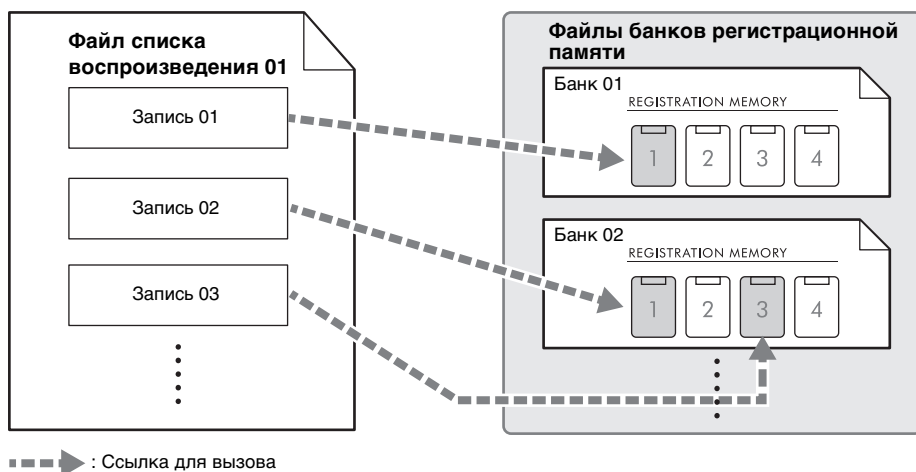 Файл списка
воспроизведения 01
Запись 01
Запись 02
Запись 03
Файлы банков регистрационной
памяти
Банк 01
REGISTRATION MEMORY
1 2 3 4
Банк 02
REGISTRATION MEMORY
1 2 3 4
: Ссылка для вызова